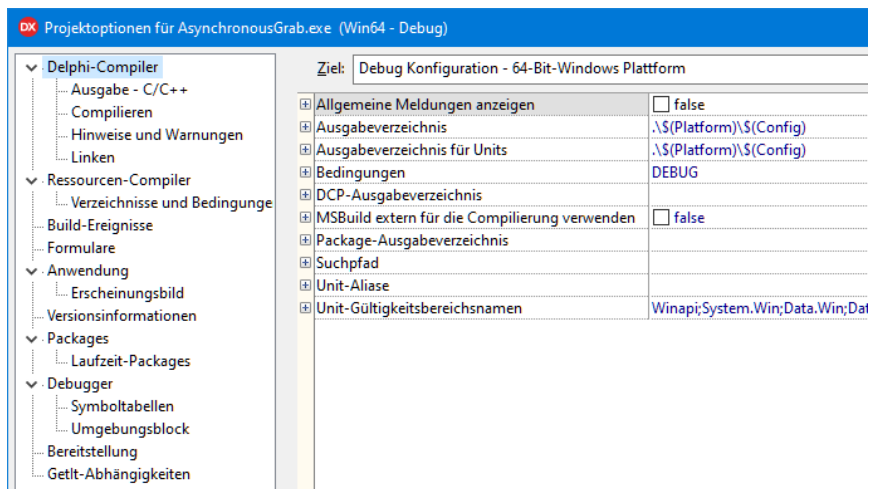 DX Projektoptionen für AsynchronousGrab.exe (Win64 - Debug)
Delphi-Compiler
Ausgabe - C/C++
Compilieren
Hinweise und Warnungen
Linken
Ressourcen-Compiler
Verzeichnisse und Bedingunge
Build-Ereignisse
Formulare
Anwendung
Erscheinungsbild
Versionsinformationen
Packages
Laufzeit-Packages
Debugger
Symboltabellen
Umgebungsblock
Bereitstellung
GetIt-Abhängigkeiten
Ziel: Debug Konfiguration - 64-Bit-Windows Plattform
Allgemeine Meldungen anzeigen false
Ausgabeverzeichnis .\$(Platform)\$(Config)
Ausgabeverzeichnis für Units .\$(Platform)\$(Config)
Bedingungen DEBUG
DCP-Ausgabeverzeichnis
MSBuild extern für die Compilierung verwenden false
Package-Ausgabeverzeichnis
Suchpfad
Unit-Aliase
Unit-Gültigkeitsbereichsnamen Winapi;System.Win;Data.Win;Dat